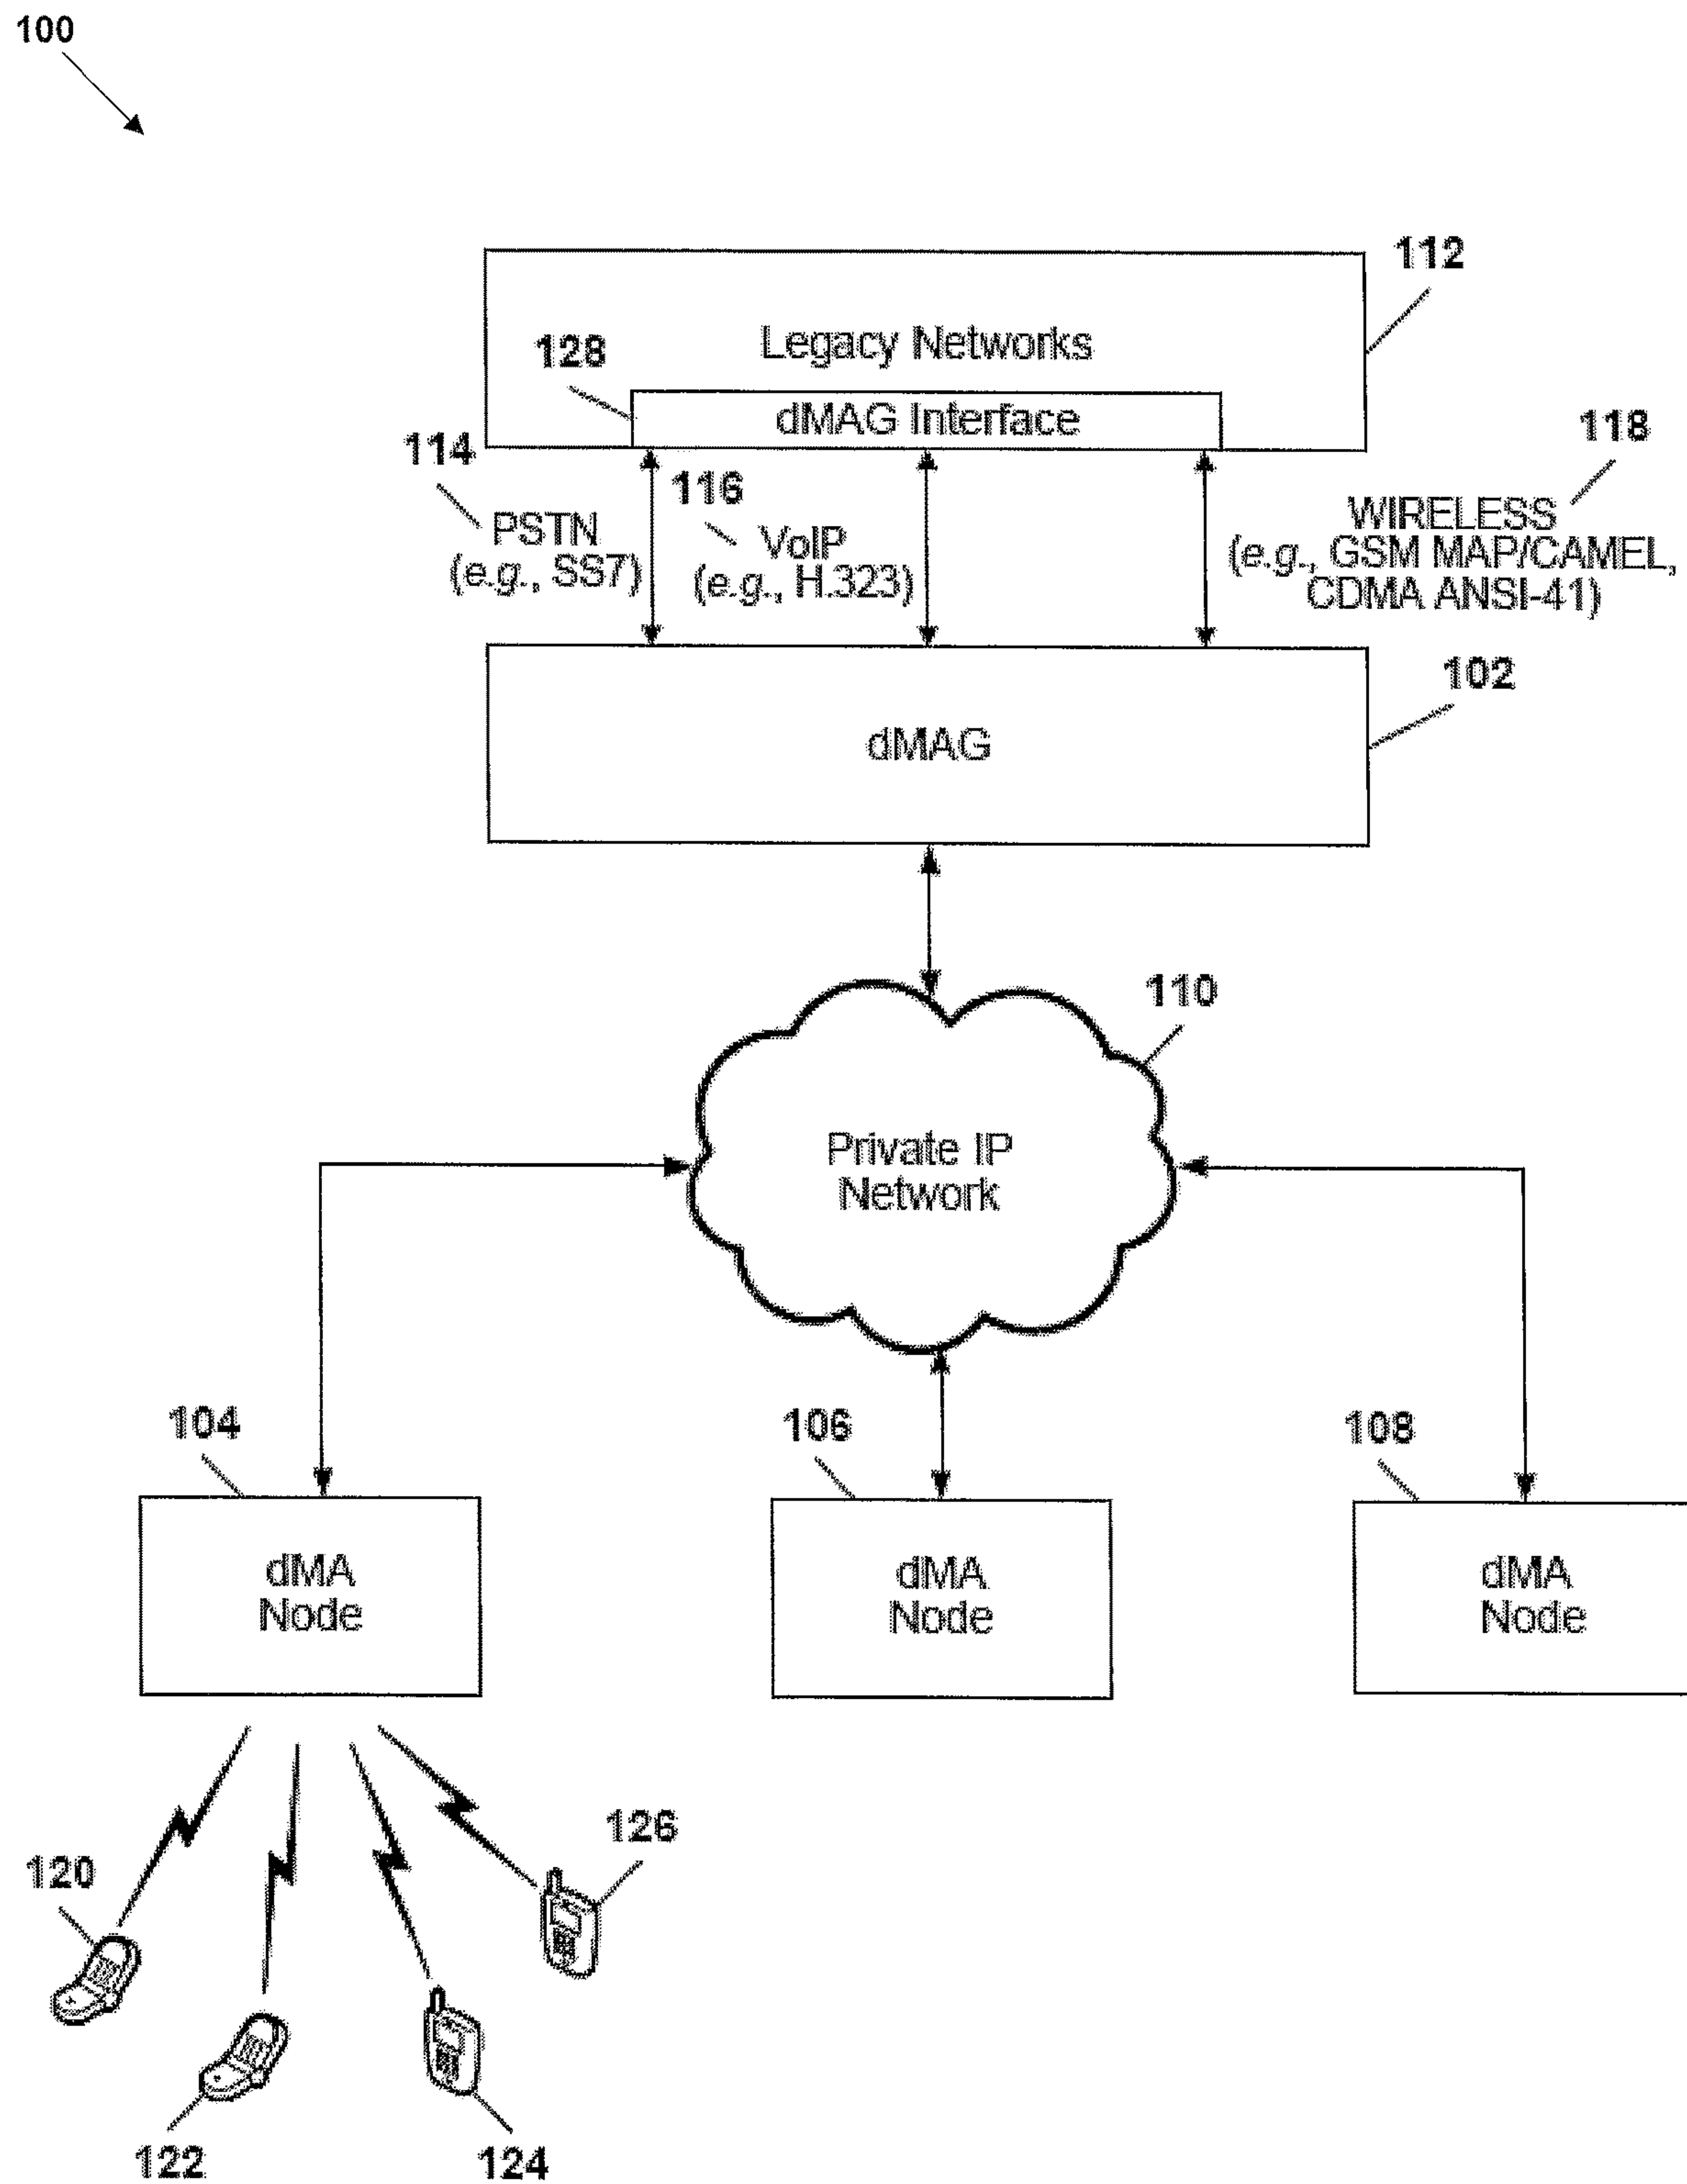 100
112
Legacy Networks
128
dMAG Interface
114
116
118
PSTN
(e.g., SS7)
VoIP
(e.g., H.323)
WIRELESS
(e.g., GSM MAP/CAMEL,
CDMA ANSI-41)
102
dMAG
110
Private IP
Network
104
106
108
dMA
Node
dMA
Node
dMA
Node
120
126
122
124